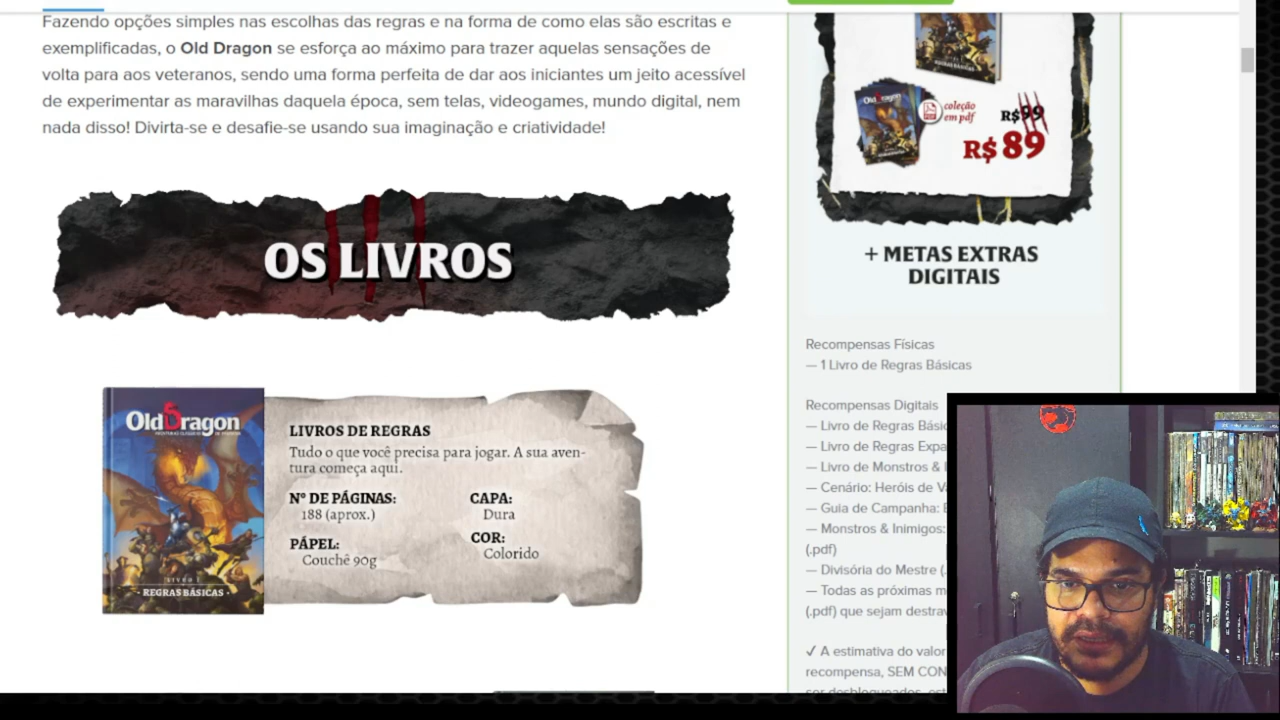 Fazendo opções simples nas escolhas das regras e na forma de como elas são escritas e
exemplificadas, o Old Dragon se esforça ao máximo para trazer aquelas sensações de
volta para aos veteranos, sendo uma forma perfeita de dar aos iniciantes um jeito acessível
de experimentar as maravilhas daquela época, sem telas, videogames, mundo digital, nem
nada disso! Divirta-se e desafie-se usando sua imaginação e criatividade!
OS LIVROS
Old Dragon
LIVRO I
• REGRAS BÁSICAS •
LIVROS DE REGRAS
Tudo o que você precisa para jogar. A sua aven-
tura começa aqui.
Nº DE PÁGINAS:
188 (aprox.)
CAPA:
Dura
PÁPEL:
Couchê 90g
COR:
Colorido
coleção
em pdf
R$99
R$89
+ METAS EXTRAS
DIGITAIS
Recompensas Físicas
— 1 Livro de Regras Básicas
Recompensas Digitais
— Livro de Regras Básic
— Livro de Regras Expa
— Livro de Monstros &
— Cenário: Heróis de V
— Guia de Campanha:
— Monstros & Inimigos:
(.pdf)
— Divisória do Mestre (.
— Todas as próximas m
(.pdf) que sejam destrav
✓ A estimativa do valor
recompensa, SEM CON